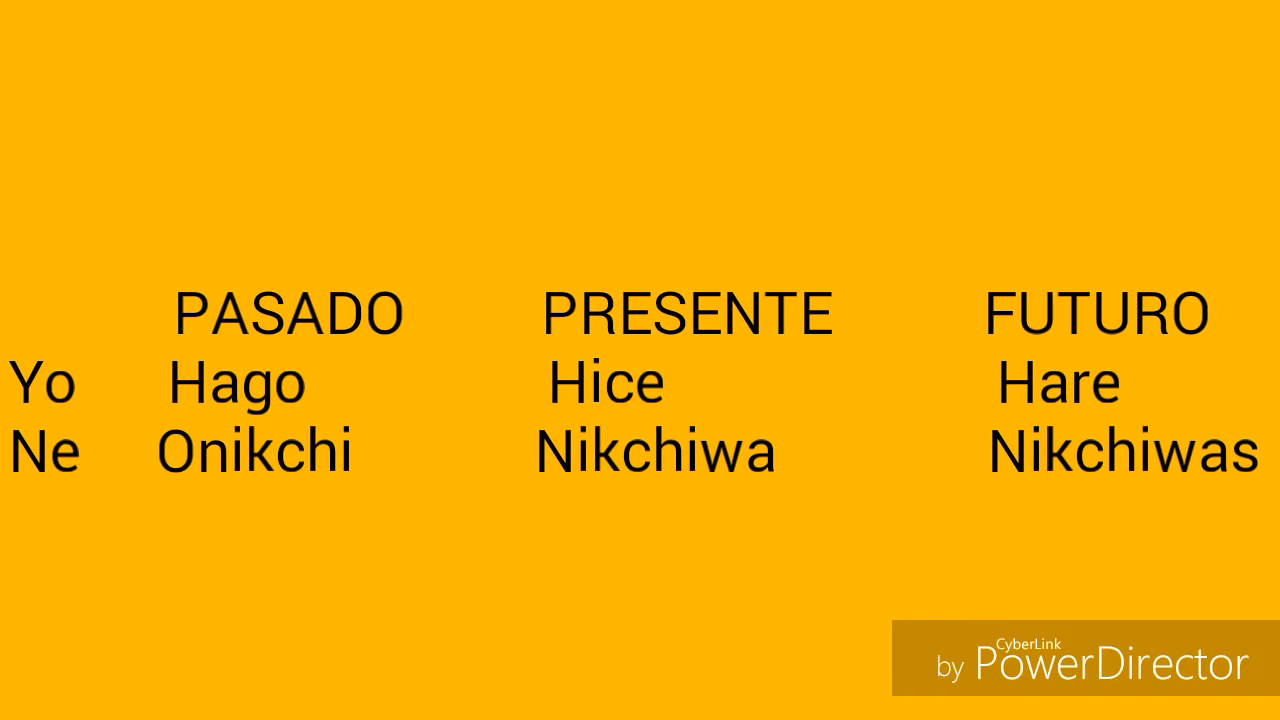 PASADO PRESENTE FUTURO
Yo Hago Hice Hare
Ne Onikchi Nikchiwa Nikchiwas
CyberLink
by PowerDirector